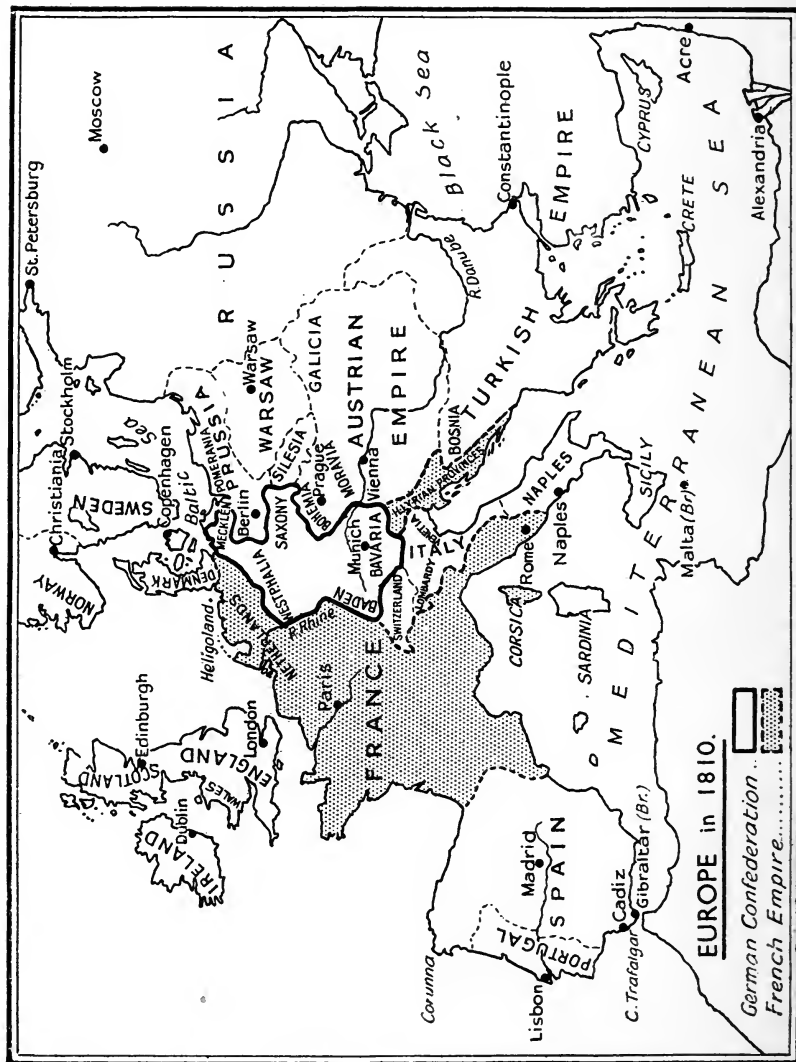 NORWAY
Christiania
SWEDEN
Stockholm
St. Petersburg
Moscow
RUSSIA
SCOTLAND
Edinburgh
IRELAND
Dublin
ENGLAND
WALES
London
Heligoland
DENMARK
Copenhagen
Baltic
Sea
NETHERLANDS
MECKLEN
POMERANIA
PRUSSIA
Berlin
WESTPHALIA
SAXONY
SILESIA
WARSAW
Warsaw
GALICIA
R. Rhine
Paris
FRANCE
BADEN
BAVARIA
Munich
BOHEMIA
Prague
MORAVIA
Vienna
AUSTRIAN
EMPIRE
SWITZERLAND
LOMBARDY
VENETIA
ITALY
ILLYRIAN PROVINCES
BOSNIA
R. Danube
Black Sea
TURKISH
EMPIRE
Constantinople
Corunna
PORTUGAL
Lisbon
SPAIN
Madrid
Cadiz
C. Trafalgar
Gibraltar (Br.)
CORSICA
SARDINIA
Rome
NAPLES
Naples
SICILY
Malta (Br.)
CRETE
CYPRUS
Acre
Alexandria
MEDITERRANEAN SEA
EUROPE in 1810.
German Confederation...
French Empire..........